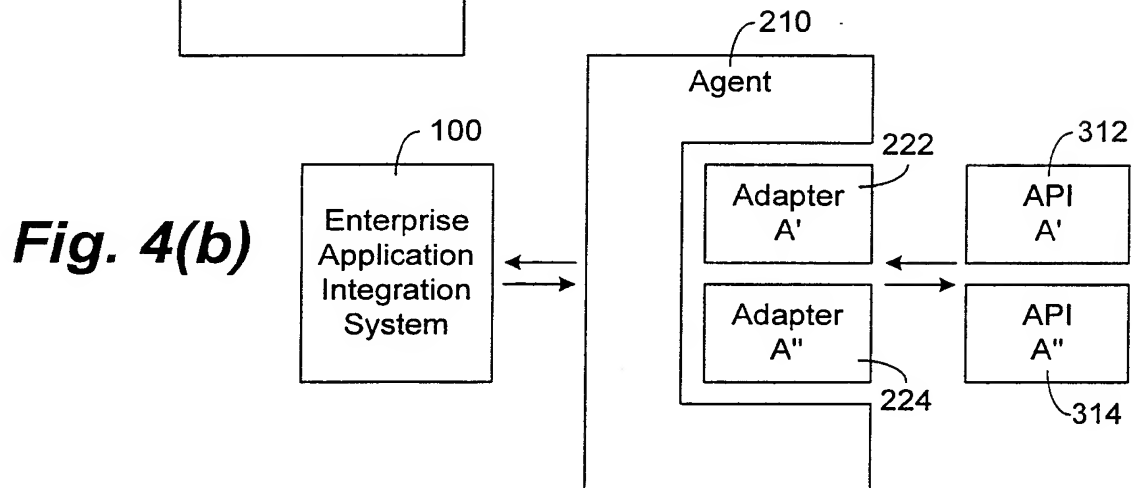 210
Agent
100
222
312
Enterprise
Application
Integration
System
Adapter
A'
API
A'
Fig. 4(b)
Adapter
A"
API
A"
224
314